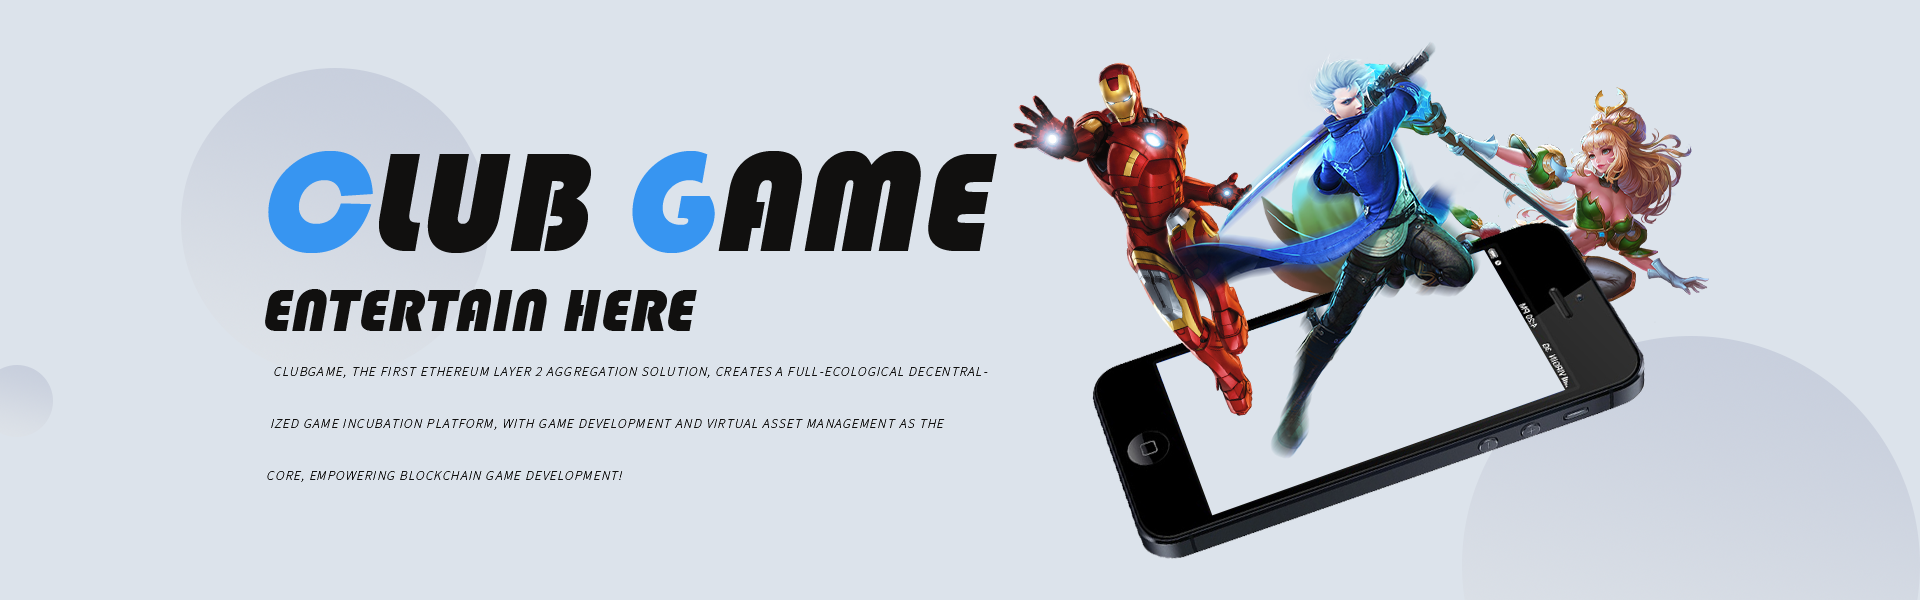 CLUB GAME
ENTERTAIN HERE
CLUBGAME, THE FIRST ETHEREUM LAYER 2 AGGREGATION SOLUTION, CREATES A FULL-ECOLOGICAL DECENTRAL-
IZED GAME INCUBATION PLATFORM, WITH GAME DEVELOPMENT AND VIRTUAL ASSET MANAGEMENT AS THE
CORE, EMPOWERING BLOCKCHAIN GAME DEVELOPMENT!